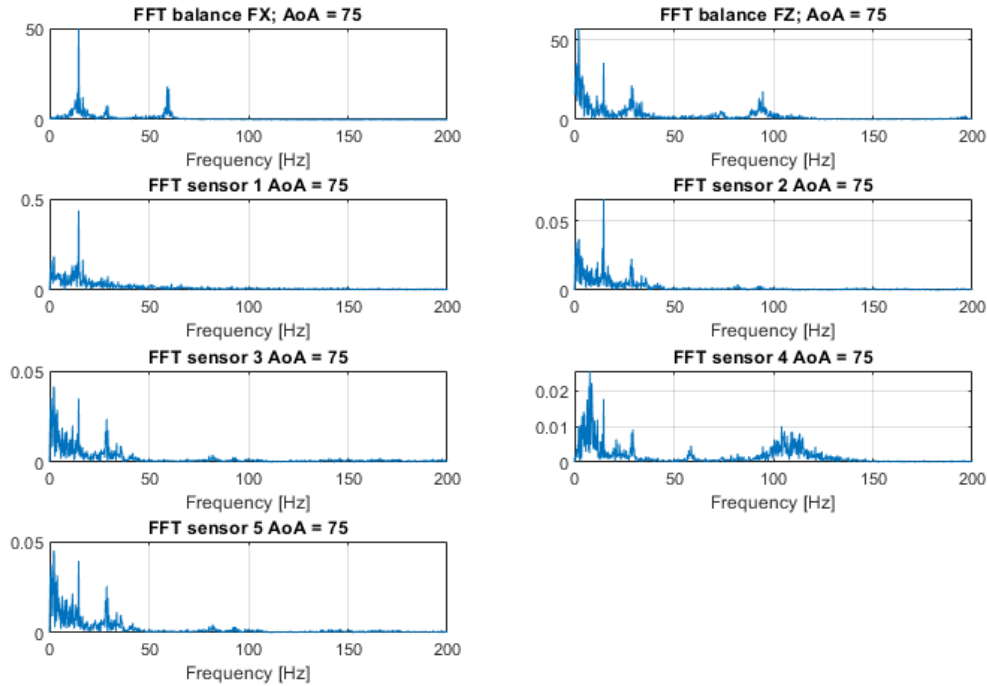 FFT balance FX; AoA = 75
50
0
0 50 100 150 200
Frequency [Hz]
FFT balance FZ; AoA = 75
50
0
0 50 100 150 200
Frequency [Hz]
FFT sensor 1 AoA = 75
0.5
0
0 50 100 150 200
Frequency [Hz]
FFT sensor 2 AoA = 75
0.05
0
0 50 100 150 200
Frequency [Hz]
FFT sensor 3 AoA = 75
0.05
0
0 50 100 150 200
Frequency [Hz]
FFT sensor 4 AoA = 75
0.02
0.01
0
0 50 100 150 200
Frequency [Hz]
FFT sensor 5 AoA = 75
0.05
0
0 50 100 150 200
Frequency [Hz]